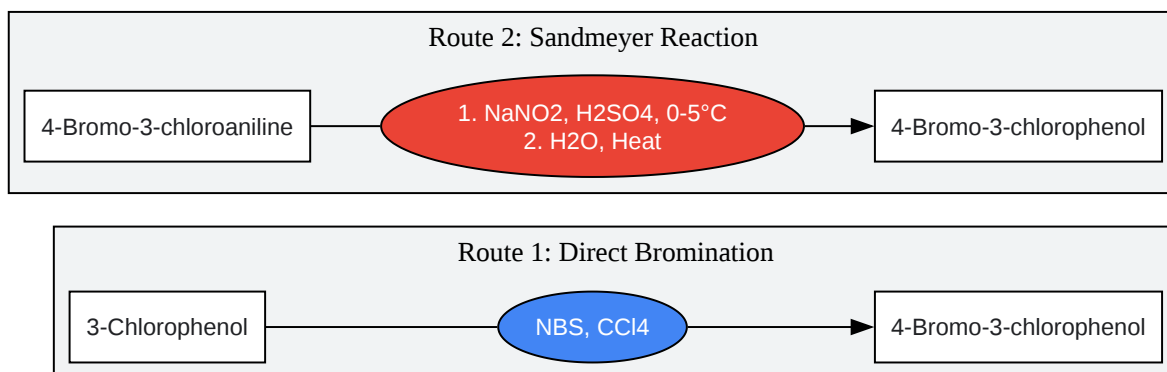 Route 2: Sandmeyer Reaction
4-Bromo-3-chloroaniline
1. NaNO2, H2SO4, 0-5°C
2. H2O, Heat
4-Bromo-3-chlorophenol
Route 1: Direct Bromination
3-Chlorophenol
NBS, CCl4
4-Bromo-3-chlorophenol